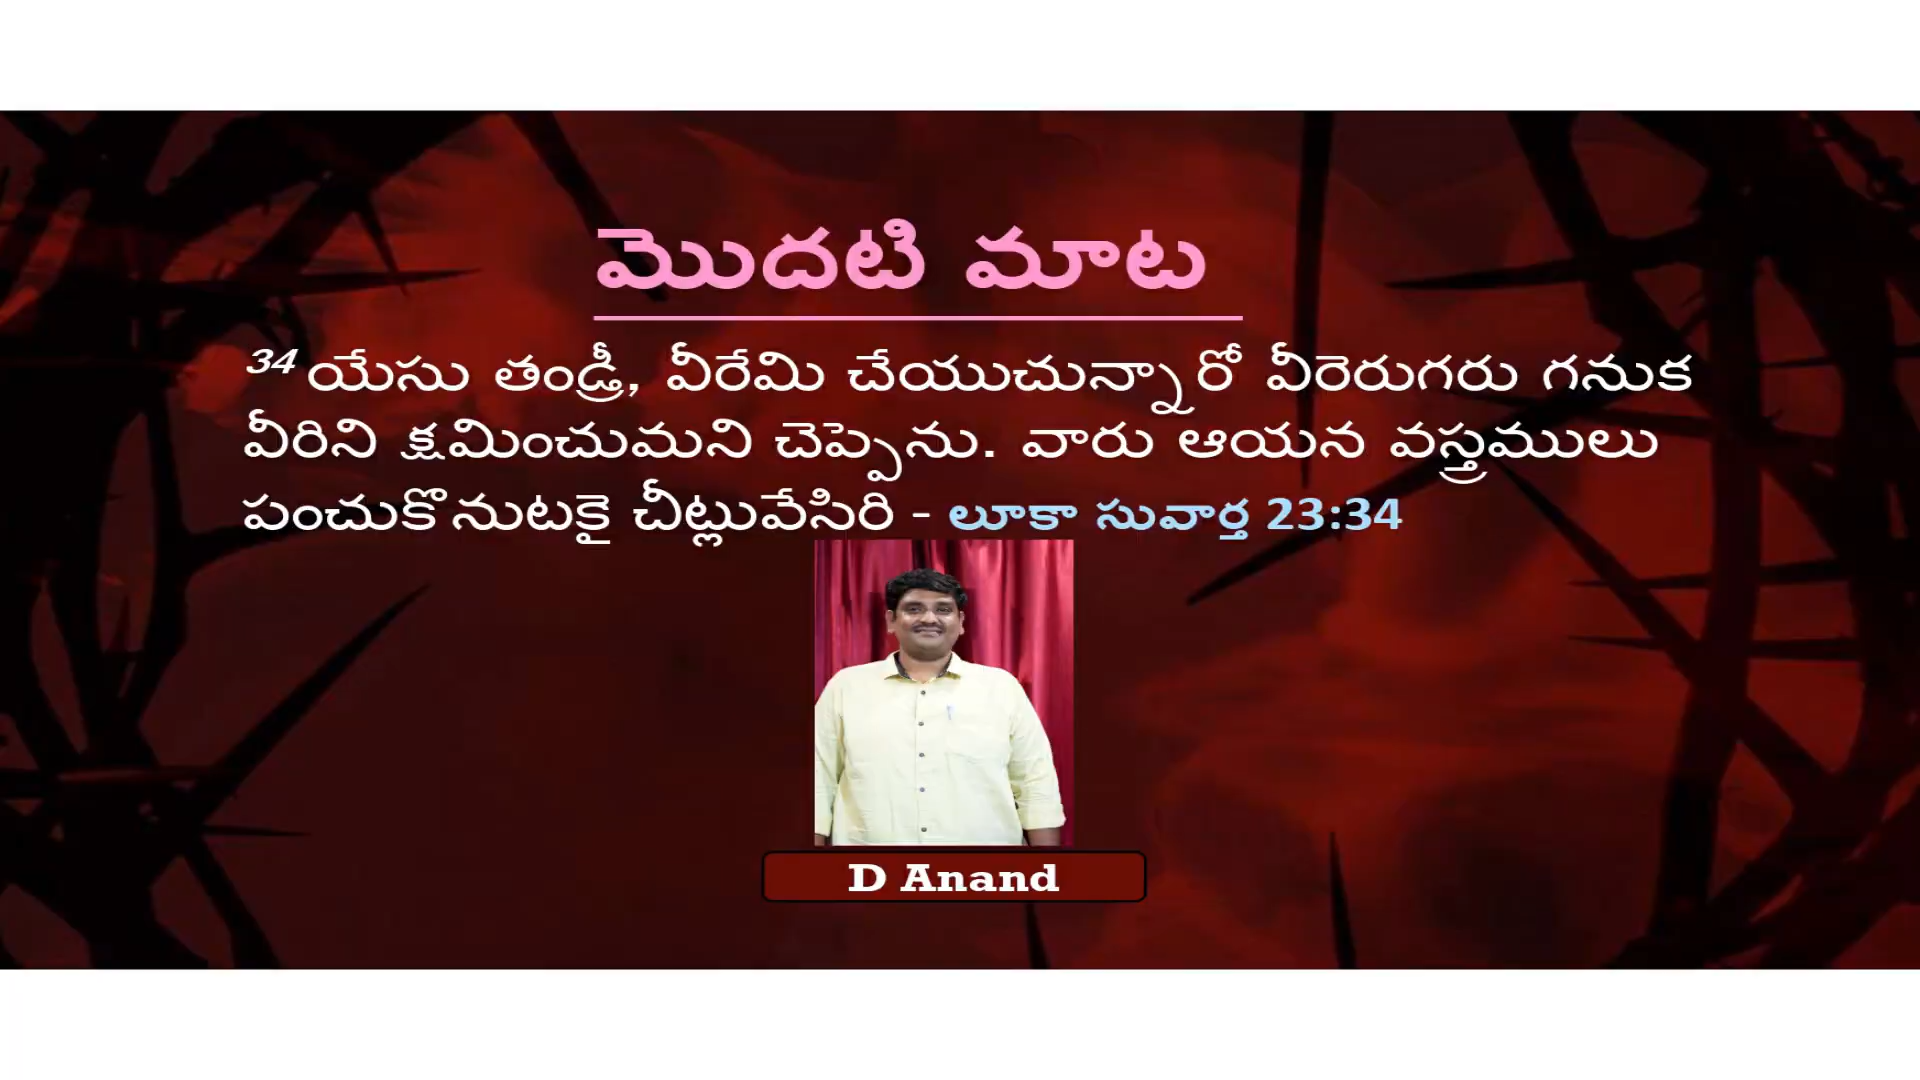 మొదటి మాట
34 యేసు తండ్రీ, వీరేమి చేయుచున్నారో వీరెరుగరు గనుక
వీరిని క్షమించుమని చెప్పెను. వారు ఆయన వస్త్రములు
పంచుకొనుటకై చీట్లువేసిరి - లూకా సువార్త 23:34
D Anand